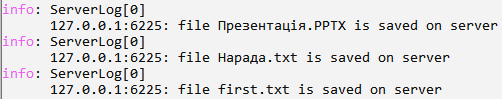 info: ServerLog[0]
127.0.0.1:6225: file Презентація.PPTX is saved on server
info: ServerLog[0]
127.0.0.1:6225: file Нарада.txt is saved on server
info: ServerLog[0]
127.0.0.1:6225: file first.txt is saved on server